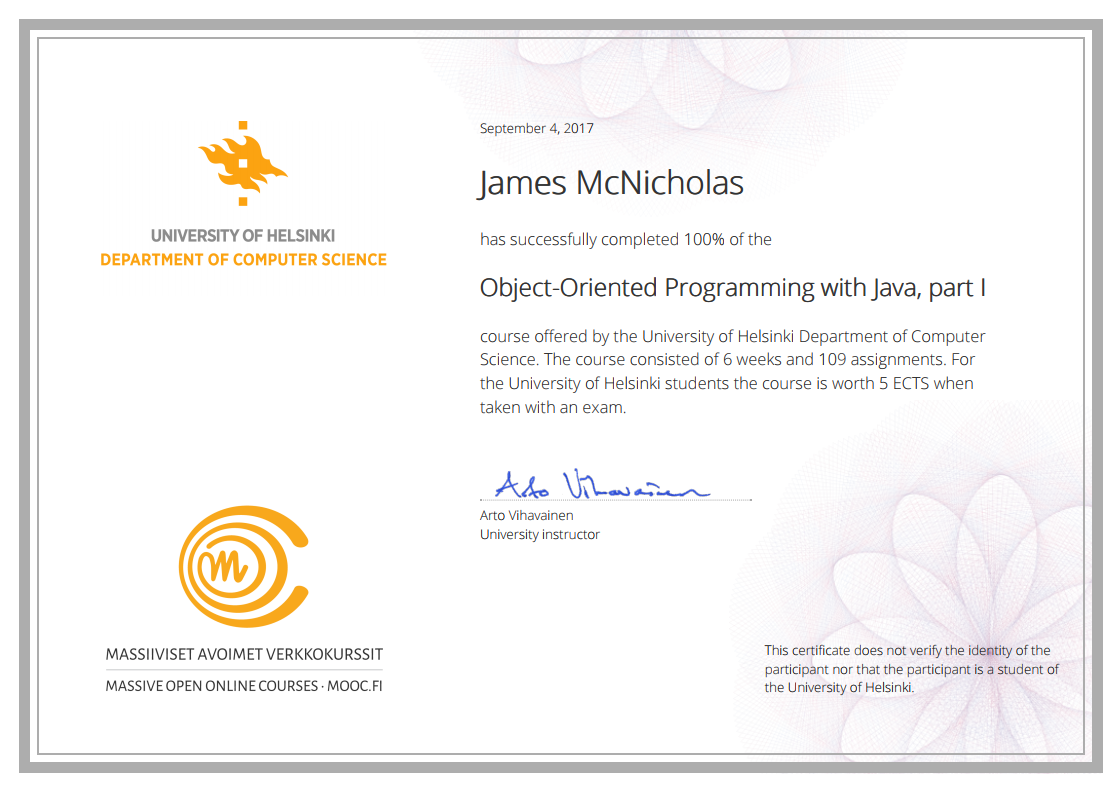 UNIVERSITY OF HELSINKI
DEPARTMENT OF COMPUTER SCIENCE
September 4, 2017
James McNicholas
has successfully completed 100% of the
Object-Oriented Programming with Java, part I
course offered by the University of Helsinki Department of Computer
Science. The course consisted of 6 weeks and 109 assignments. For
the University of Helsinki students the course is worth 5 ECTS when
taken with an exam.
Arto Vihavainen
Arto Vihavainen
University instructor
m
MASSIIVISET AVOIMET VERKKOKURSSIT
MASSIVE OPEN ONLINE COURSES · MOOC.FI
This certificate does not verify the identity of the
participant nor that the participant is a student of
the University of Helsinki.